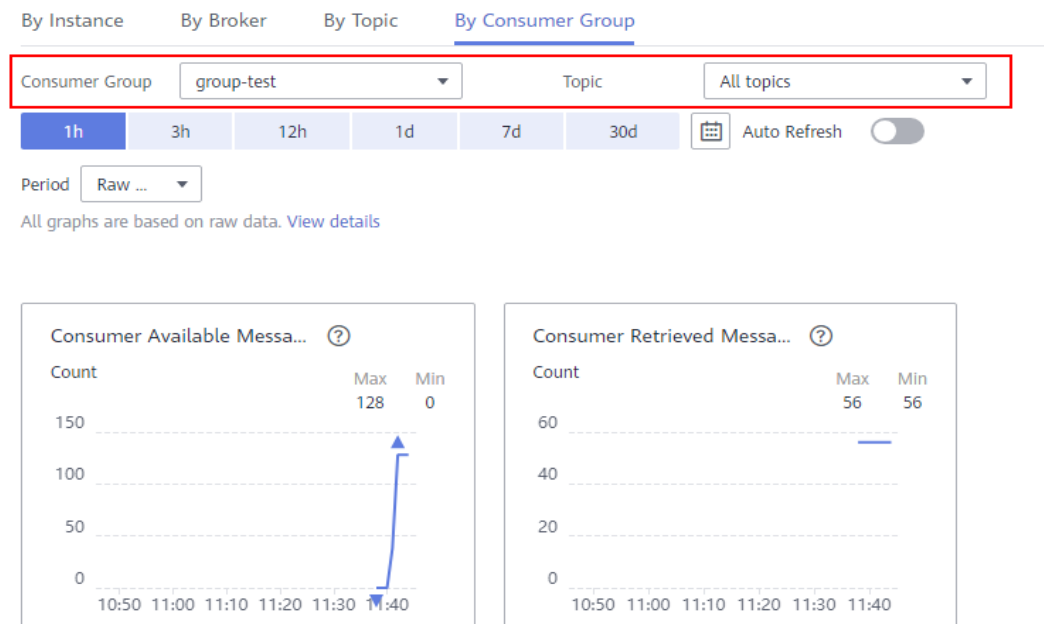 By Instance By Broker By Topic By Consumer Group
Consumer Group group-test Topic All topics
1h 3h 12h 1d 7d 30d Auto Refresh
Period Raw ...
All graphs are based on raw data. View details
Consumer Available Messa... ?
Count
Max Min
128 0
150
100
50
0
10:50 11:00 11:10 11:20 11:30 11:40
Consumer Retrieved Messa... ?
Count
Max Min
56 56
60
40
20
0
10:50 11:00 11:10 11:20 11:30 11:40